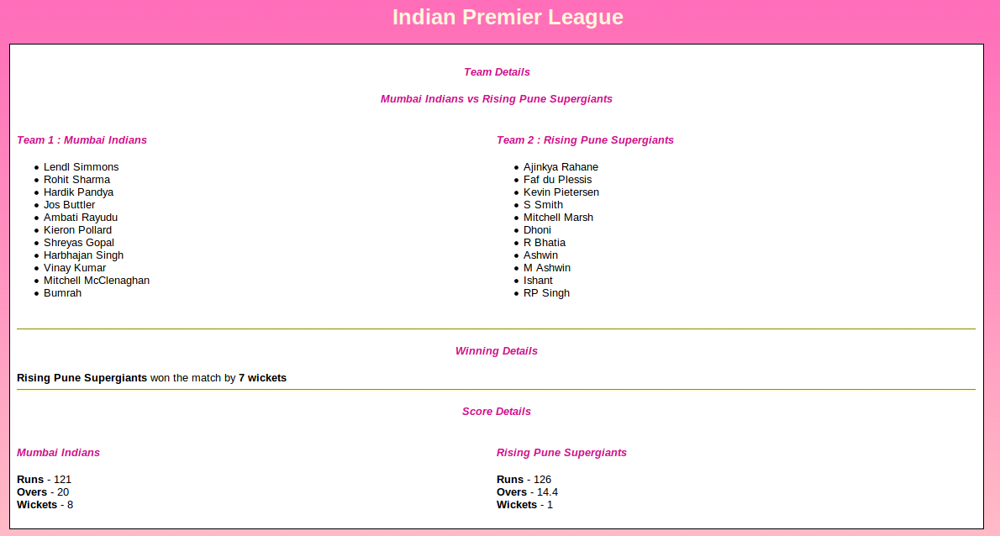 Indian Premier League
Team Details
Mumbai Indians vs Rising Pune Supergiants
Team 1 : Mumbai Indians
Lendl Simmons
Rohit Sharma
Hardik Pandya
Jos Buttler
Ambati Rayudu
Kieron Pollard
Shreyas Gopal
Harbhajan Singh
Vinay Kumar
Mitchell McClenaghan
Bumrah
Team 2 : Rising Pune Supergiants
Ajinkya Rahane
Faf du Plessis
Kevin Pietersen
S Smith
Mitchell Marsh
Dhoni
R Bhatia
Ashwin
M Ashwin
Ishant
RP Singh
Winning Details
Rising Pune Supergiants won the match by 7 wickets
Score Details
Mumbai Indians
Runs - 121
Overs - 20
Wickets - 8
Rising Pune Supergiants
Runs - 126
Overs - 14.4
Wickets - 1